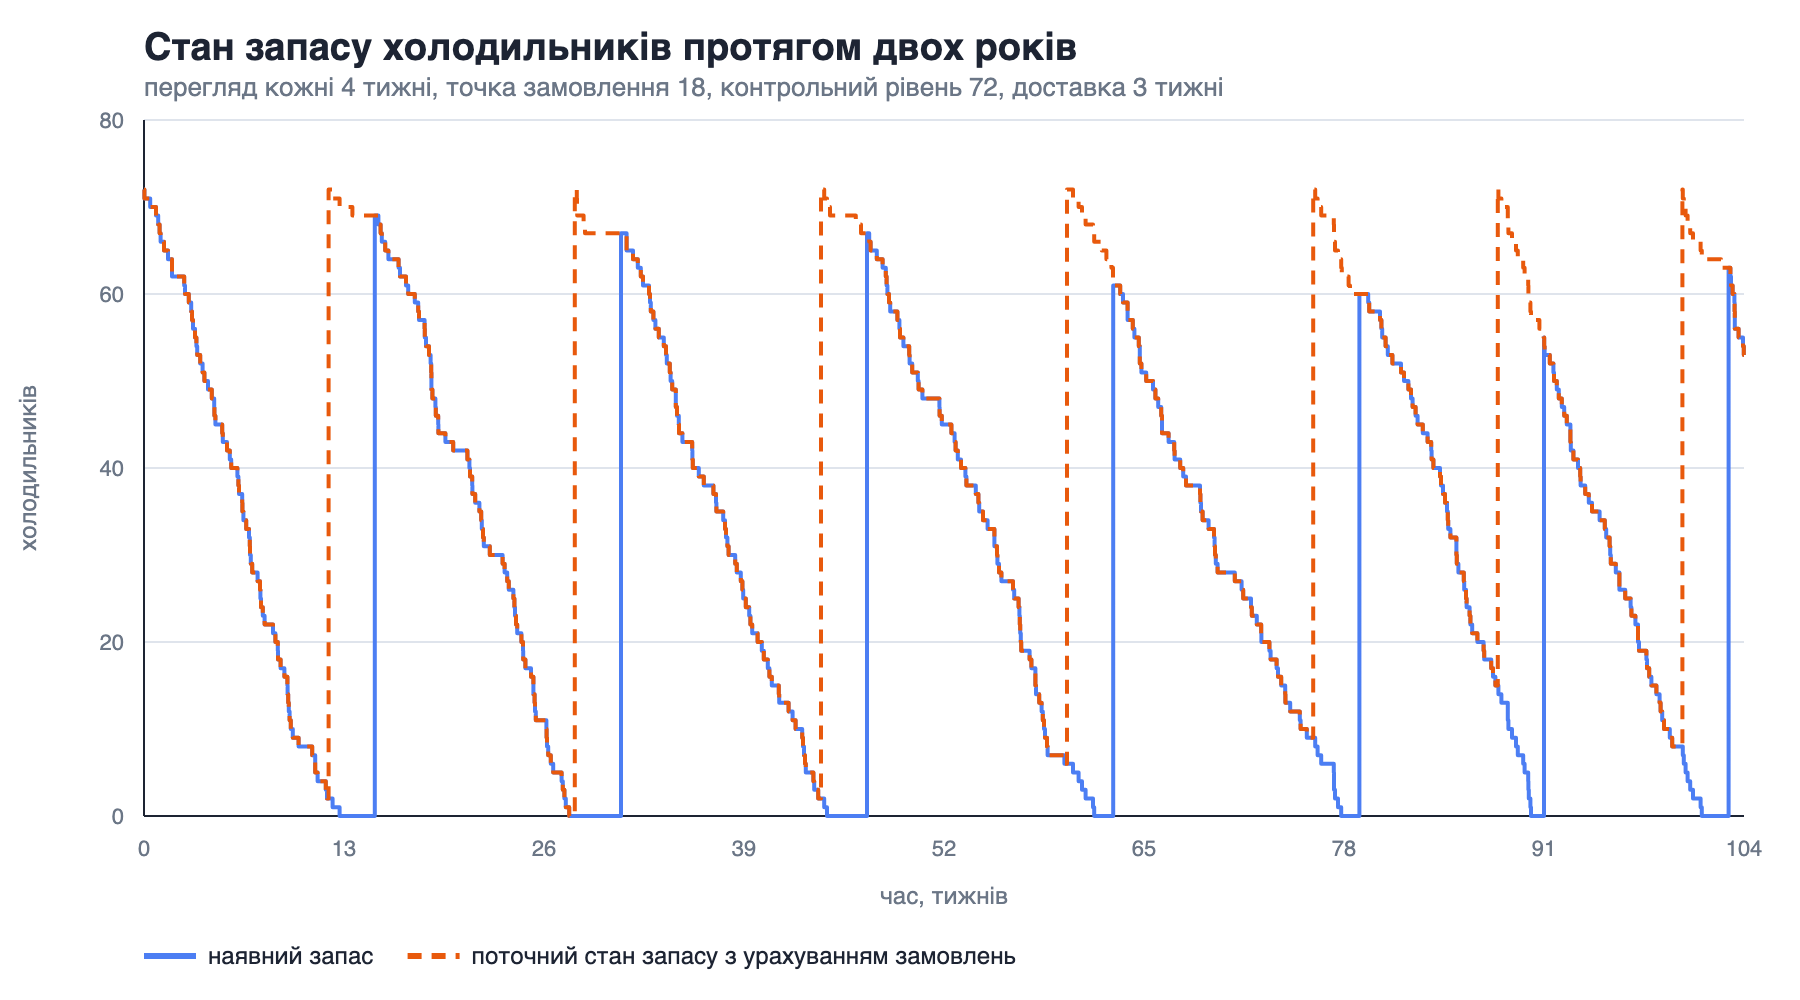 Стан запасу холодильників протягом двох років
перегляд кожні 4 тижні, точка замовлення 18, контрольний рівень 72, доставка 3 тижні
80
60
40
20
0
холодильників
0 13 26 39 52 65 78 91 104
час, тижнів
наявний запас поточний стан запасу з урахуванням замовлень